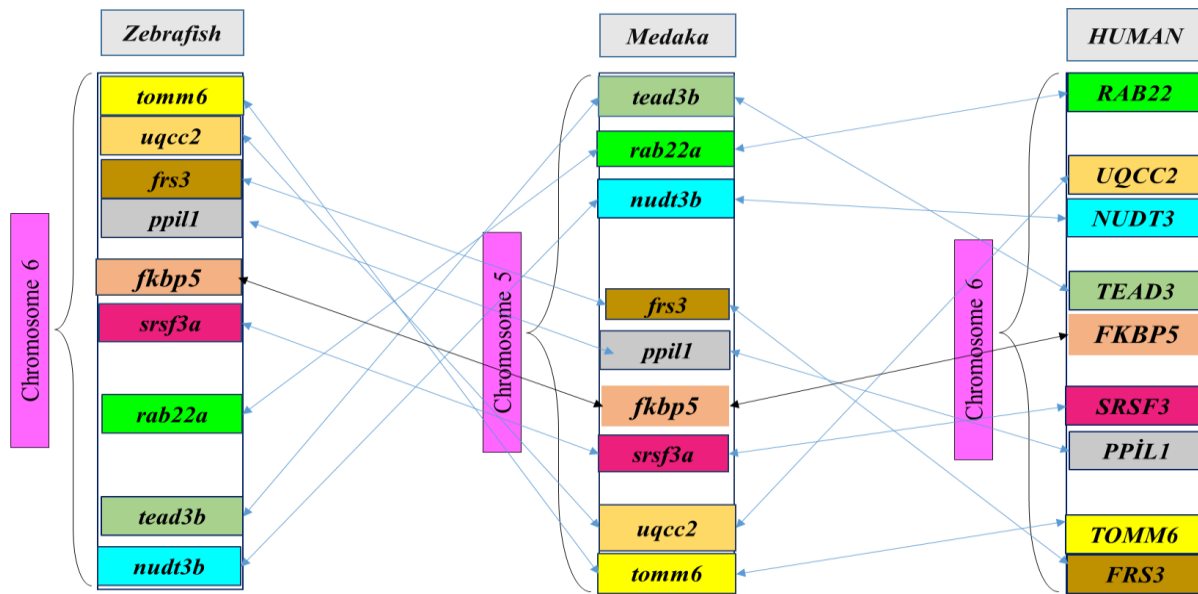 Zebrafish
Medaka
HUMAN
Chromosome 6
tomm6
uqcc2
frs3
ppil1
fkbp5
srsf3a
rab22a
tead3b
nudt3b
Chromosome 5
tead3b
rab22a
nudt3b
frs3
ppil1
fkbp5
srsf3a
uqcc2
tomm6
Chromosome 6
RAB22
UQCC2
NUDT3
TEAD3
FKBP5
SRSF3
PPİL1
TOMM6
FRS3